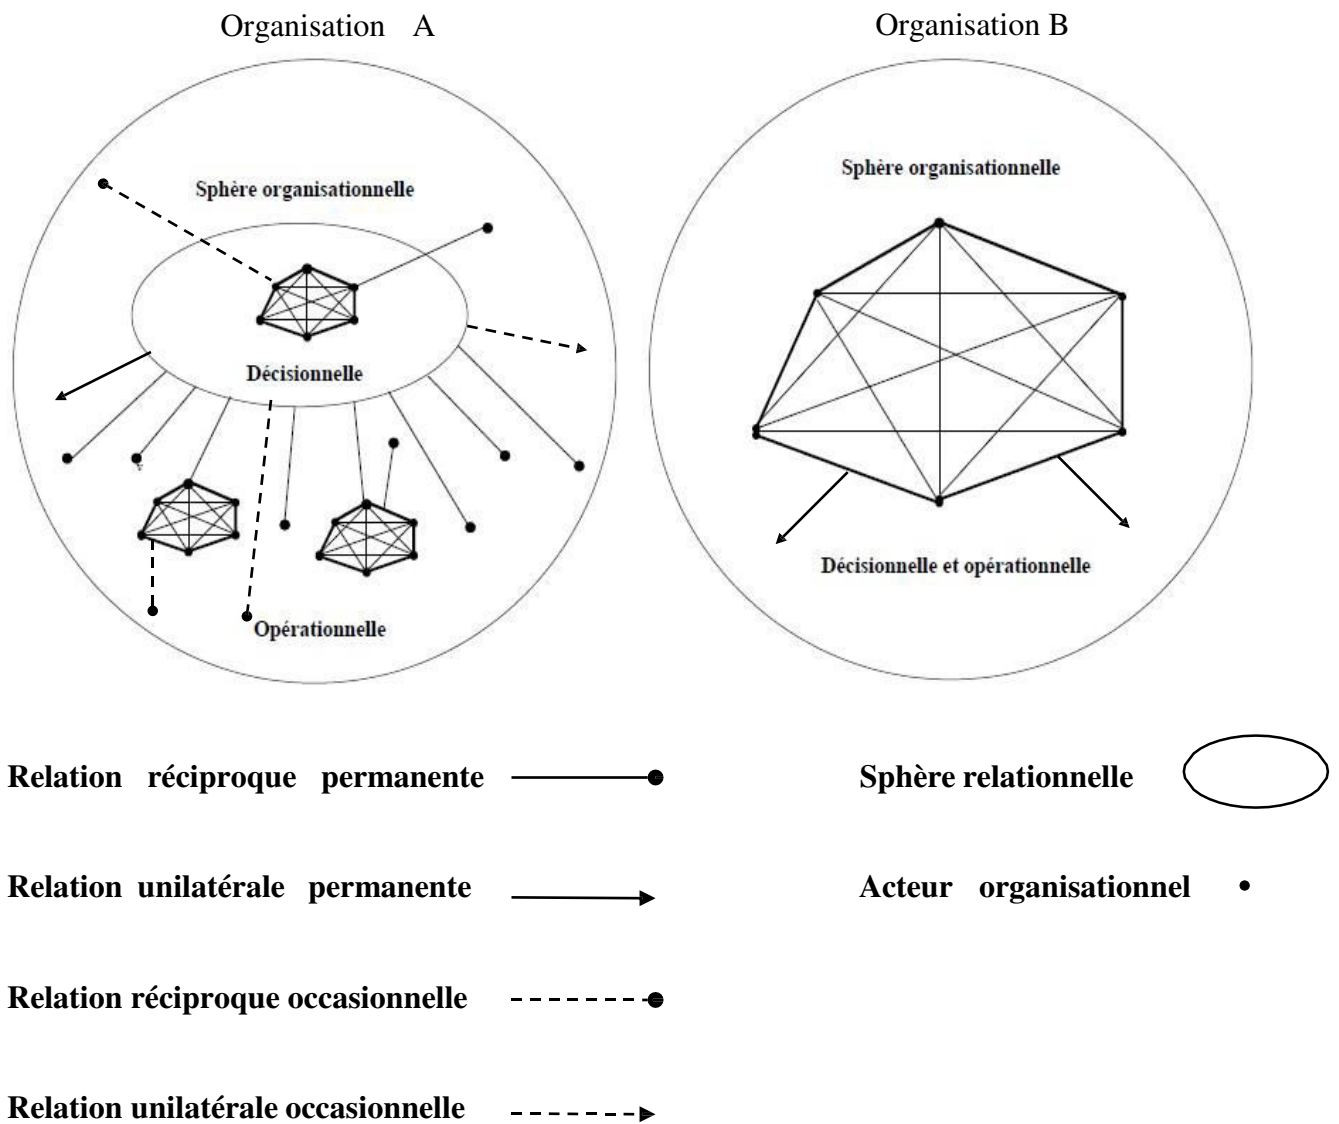 Organisation A
Organisation B
Sphère organisationnelle
Décisionnelle
Opérationnelle
Sphère organisationnelle
Décisionnelle et opérationnelle
Relation réciproque permanente
Sphère relationnelle
Relation unilatérale permanente
Acteur organisationnel
Relation réciproque occasionnelle
Relation unilatérale occasionnelle